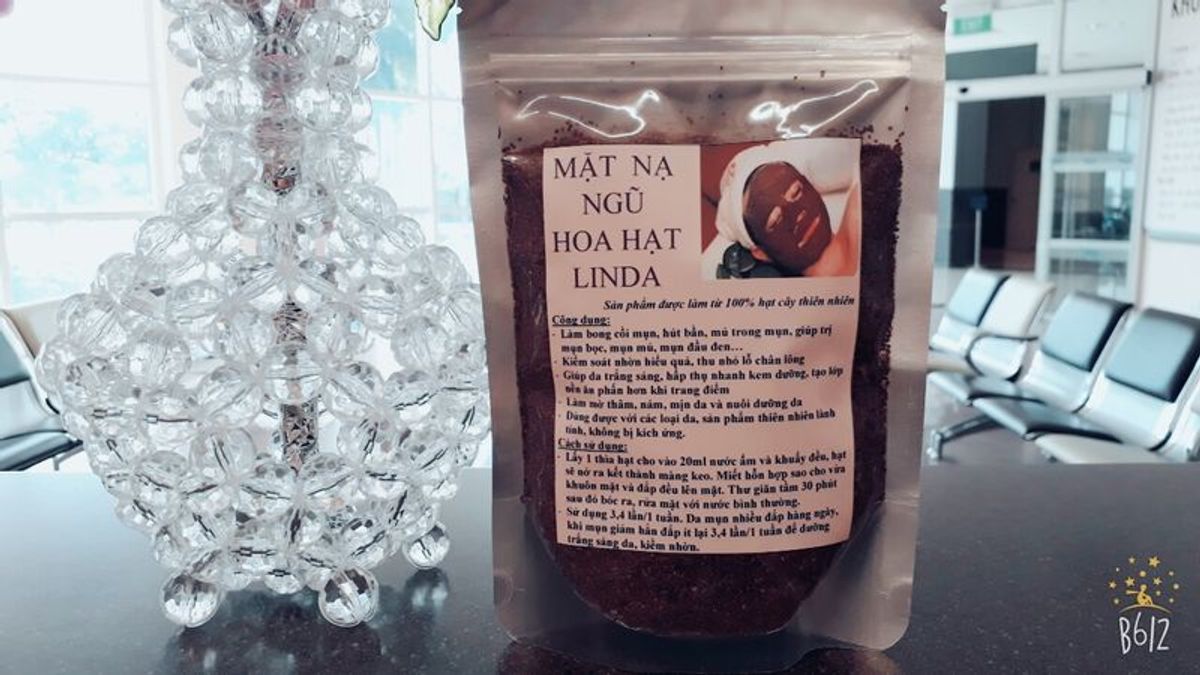 EXIT
MẶT NẠ
NGŨ
HOA HẠT
LINDA
Sản phẩm được làm từ 100% hạt cây thiên nhiên
Công dụng:
- Làm bong cồi mụn, hút bẩn, mủ trong mụn, giúp trị
mụn bọc, mụn mủ, mụn đầu đen...
- Kiểm soát nhờn hiểu quả, thu nhỏ lỗ chân lông
- Giúp da trắng sáng, hấp thụ nhanh kem dưỡng, tạo lớp
nền ăn phấn hơn khi trang điểm
- Làm mờ thâm, nám, mịn da và nuôi dưỡng da
- Dùng được với các loại da, sản phẩm thiên nhiên lành
tính, không bị kích ứng.
Cách sử dụng:
- Lấy 1 thìa hạt cho vào 20ml nước ấm và khuấy đều, hạt
sẽ nở ra kết thành màng keo. Miết hỗn hợp sao cho vừa
khuôn mặt và đắp đều lên mặt. Thư giãn tầm 30 phút
sau đó bóc ra, rửa mặt với nước bình thường.
- Sử dụng 3,4 lần/1 tuần. Da mụn nhiều đắp hàng ngày,
khi mụn giảm hẳn đắp ít lại 3,4 lần/1 tuần để dưỡng
trắng sáng da, kiềm nhờn.
B612